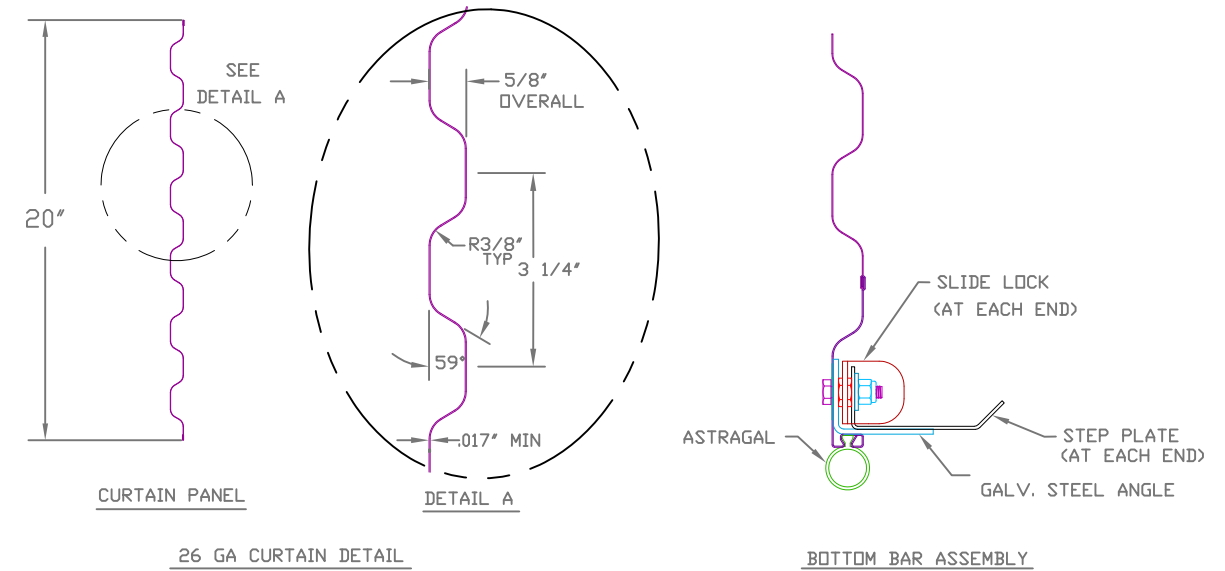 SEE
DETAIL A
20"
5/8"
OVERALL
R3/8"
TYP
3 1/4"
59°
.017" MIN
CURTAIN PANEL
DETAIL A
26 GA CURTAIN DETAIL
SLIDE LOCK
(AT EACH END)
ASTRAGAL
STEP PLATE
(AT EACH END)
GALV. STEEL ANGLE
BOTTOM BAR ASSEMBLY